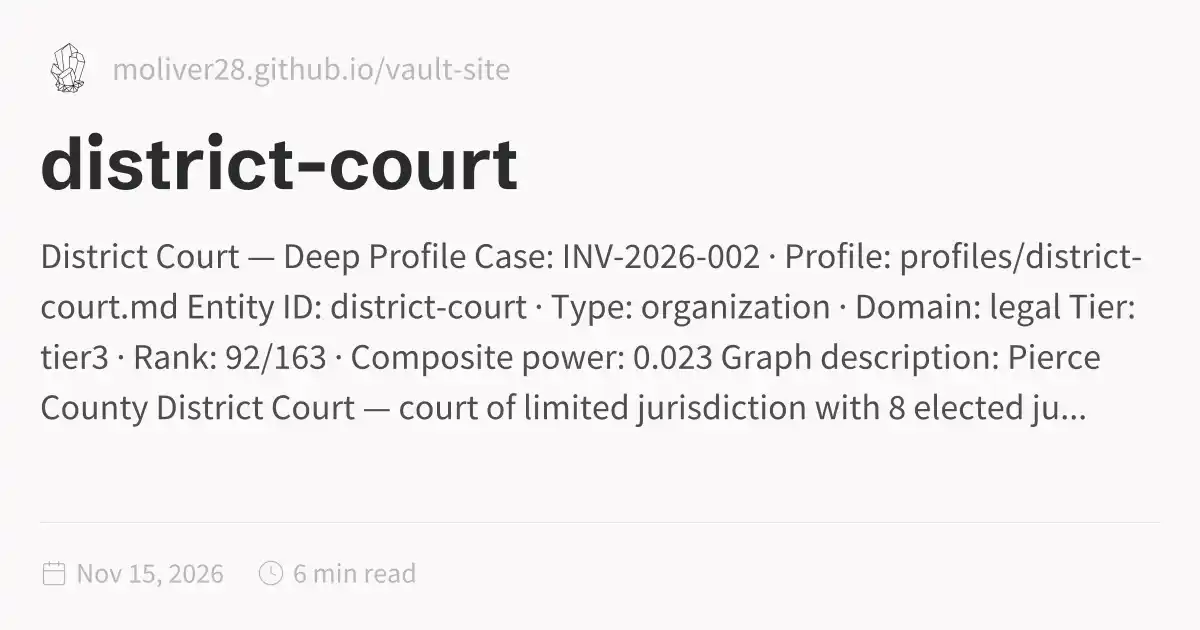 moliver28.github.io/vault-site
district-court
District Court — Deep Profile Case: INV-2026-002 · Profile: profiles/district-
court.md Entity ID: district-court · Type: organization · Domain: legal Tier:
tier3 · Rank: 92/163 · Composite power: 0.023 Graph description: Pierce
County District Court — court of limited jurisdiction with 8 elected ju...
Nov 15, 2026 6 min read